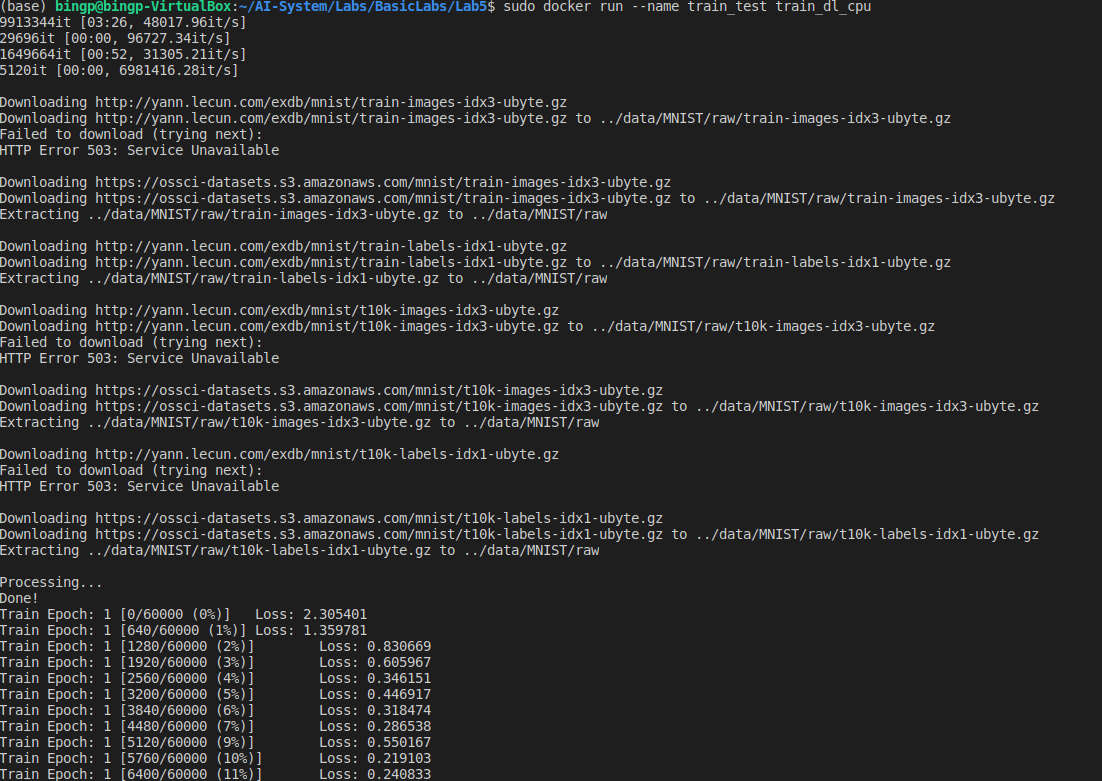 (base) bingp@bingp-VirtualBox:~/AI-System/Labs/BasicLabs/Lab5$ sudo docker run --name train_test train_dl_cpu
9913344it [03:26, 48017.96it/s]
29696it [00:00, 96727.34it/s]
1649664it [00:52, 31305.21it/s]
5120it [00:00, 6981416.28it/s]

Downloading http://yann.lecun.com/exdb/mnist/train-images-idx3-ubyte.gz
Downloading http://yann.lecun.com/exdb/mnist/train-images-idx3-ubyte.gz to ../data/MNIST/raw/train-images-idx3-ubyte.gz
Failed to download (trying next):
HTTP Error 503: Service Unavailable

Downloading https://ossci-datasets.s3.amazonaws.com/mnist/train-images-idx3-ubyte.gz
Downloading https://ossci-datasets.s3.amazonaws.com/mnist/train-images-idx3-ubyte.gz to ../data/MNIST/raw/train-images-idx3-ubyte.gz
Extracting ../data/MNIST/raw/train-images-idx3-ubyte.gz to ../data/MNIST/raw

Downloading http://yann.lecun.com/exdb/mnist/train-labels-idx1-ubyte.gz
Downloading http://yann.lecun.com/exdb/mnist/train-labels-idx1-ubyte.gz to ../data/MNIST/raw/train-labels-idx1-ubyte.gz
Extracting ../data/MNIST/raw/train-labels-idx1-ubyte.gz to ../data/MNIST/raw

Downloading http://yann.lecun.com/exdb/mnist/t10k-images-idx3-ubyte.gz
Downloading http://yann.lecun.com/exdb/mnist/t10k-images-idx3-ubyte.gz to ../data/MNIST/raw/t10k-images-idx3-ubyte.gz
Failed to download (trying next):
HTTP Error 503: Service Unavailable

Downloading https://ossci-datasets.s3.amazonaws.com/mnist/t10k-images-idx3-ubyte.gz
Downloading https://ossci-datasets.s3.amazonaws.com/mnist/t10k-images-idx3-ubyte.gz to ../data/MNIST/raw/t10k-images-idx3-ubyte.gz
Extracting ../data/MNIST/raw/t10k-images-idx3-ubyte.gz to ../data/MNIST/raw

Downloading http://yann.lecun.com/exdb/mnist/t10k-labels-idx1-ubyte.gz
Failed to download (trying next):
HTTP Error 503: Service Unavailable

Downloading https://ossci-datasets.s3.amazonaws.com/mnist/t10k-labels-idx1-ubyte.gz
Downloading https://ossci-datasets.s3.amazonaws.com/mnist/t10k-labels-idx1-ubyte.gz to ../data/MNIST/raw/t10k-labels-idx1-ubyte.gz
Extracting ../data/MNIST/raw/t10k-labels-idx1-ubyte.gz to ../data/MNIST/raw

Processing...
Done!
Train Epoch: 1 [0/60000 (0%)]	Loss: 2.305401
Train Epoch: 1 [640/60000 (1%)]	Loss: 1.359781
Train Epoch: 1 [1280/60000 (2%)]	Loss: 0.830669
Train Epoch: 1 [1920/60000 (3%)]	Loss: 0.605967
Train Epoch: 1 [2560/60000 (4%)]	Loss: 0.346151
Train Epoch: 1 [3200/60000 (5%)]	Loss: 0.446917
Train Epoch: 1 [3840/60000 (6%)]	Loss: 0.318474
Train Epoch: 1 [4480/60000 (7%)]	Loss: 0.286538
Train Epoch: 1 [5120/60000 (9%)]	Loss: 0.550167
Train Epoch: 1 [5760/60000 (10%)]	Loss: 0.219103
Train Epoch: 1 [6400/60000 (11%)]	Loss: 0.240833